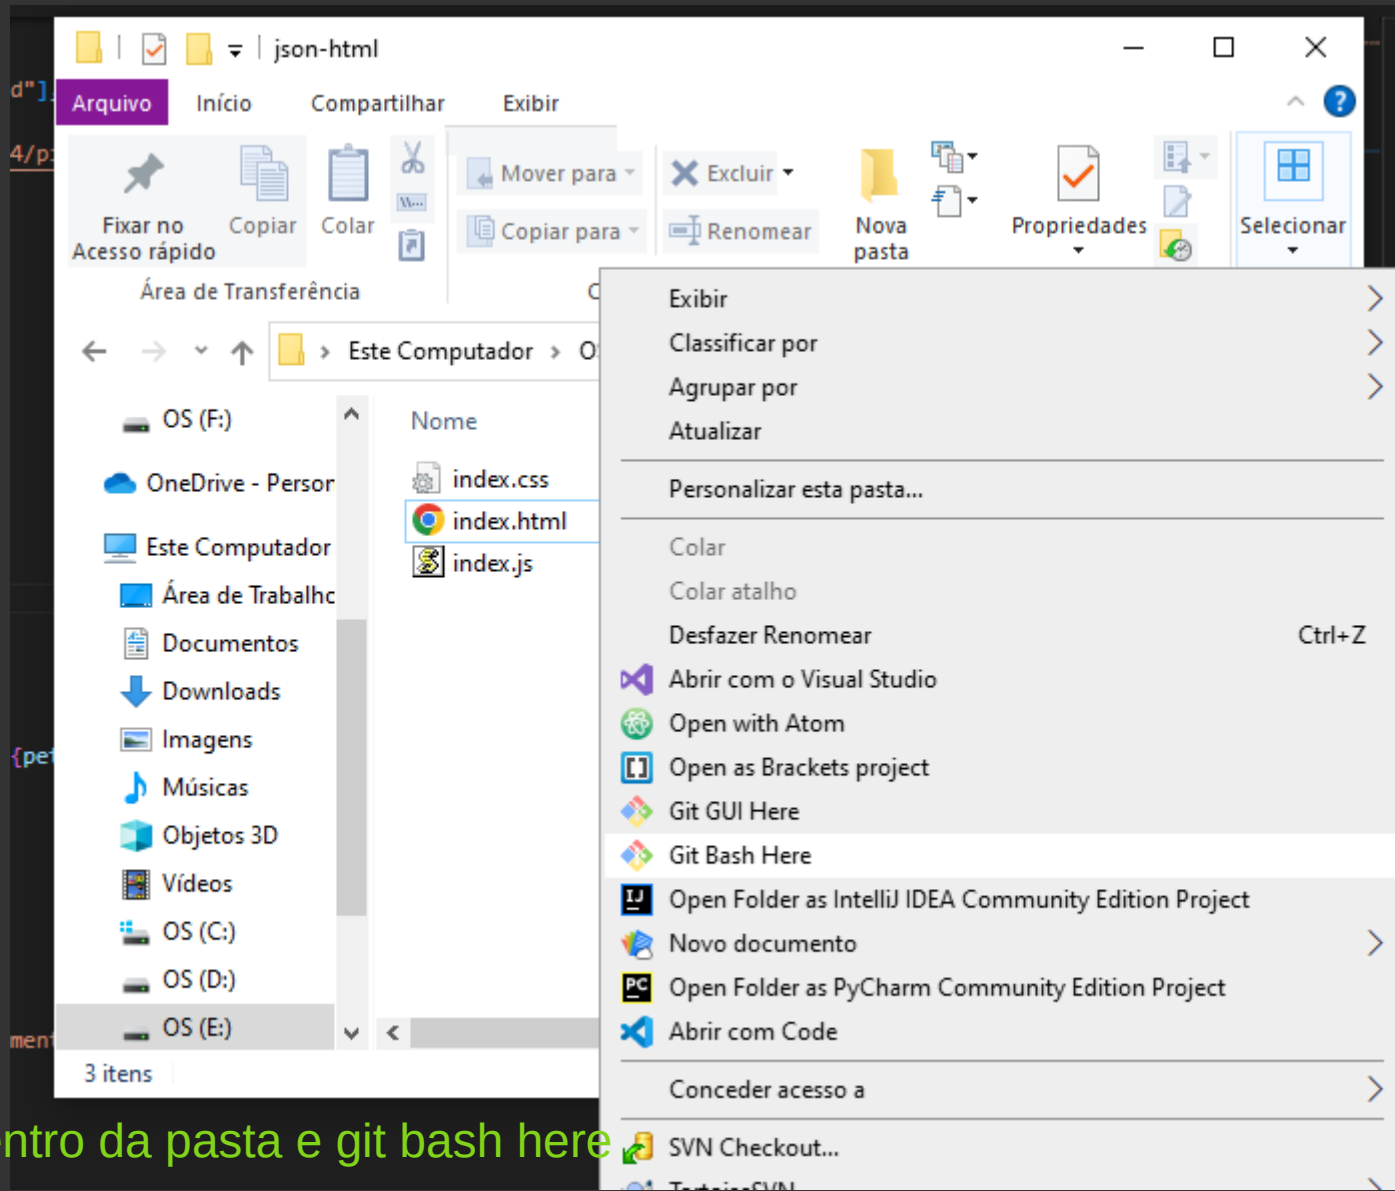 json-html
d"]
Arquivo Início Compartilhar Exibir
4/p
Mover para Excluir
Fixar no Acesso rápido Copiar Colar Copiar para Renomear Nova pasta Propriedades Selecionar
Área de Transferência
Este Computador
OS (F:)
OneDrive - Person
Este Computador
Área de Trabalho
Documentos
Downloads
Imagens
Músicas
Objetos 3D
Vídeos
OS (C:)
OS (D:)
OS (E:)
3 itens
Nome
index.css
index.html
index.js
Exibir
Classificar por
Agrupar por
Atualizar
Personalizar esta pasta...
Colar
Colar atalho
Desfazer Renomear Ctrl+Z
Abrir com o Visual Studio
Open with Atom
Open as Brackets project
Git GUI Here
Git Bash Here
Open Folder as IntelliJ IDEA Community Edition Project
Novo documento
Open Folder as PyCharm Community Edition Project
Abrir com Code
Conceder acesso a
SVN Checkout...
TortoiseSVN
{pet
ment
entro da pasta e git bash here